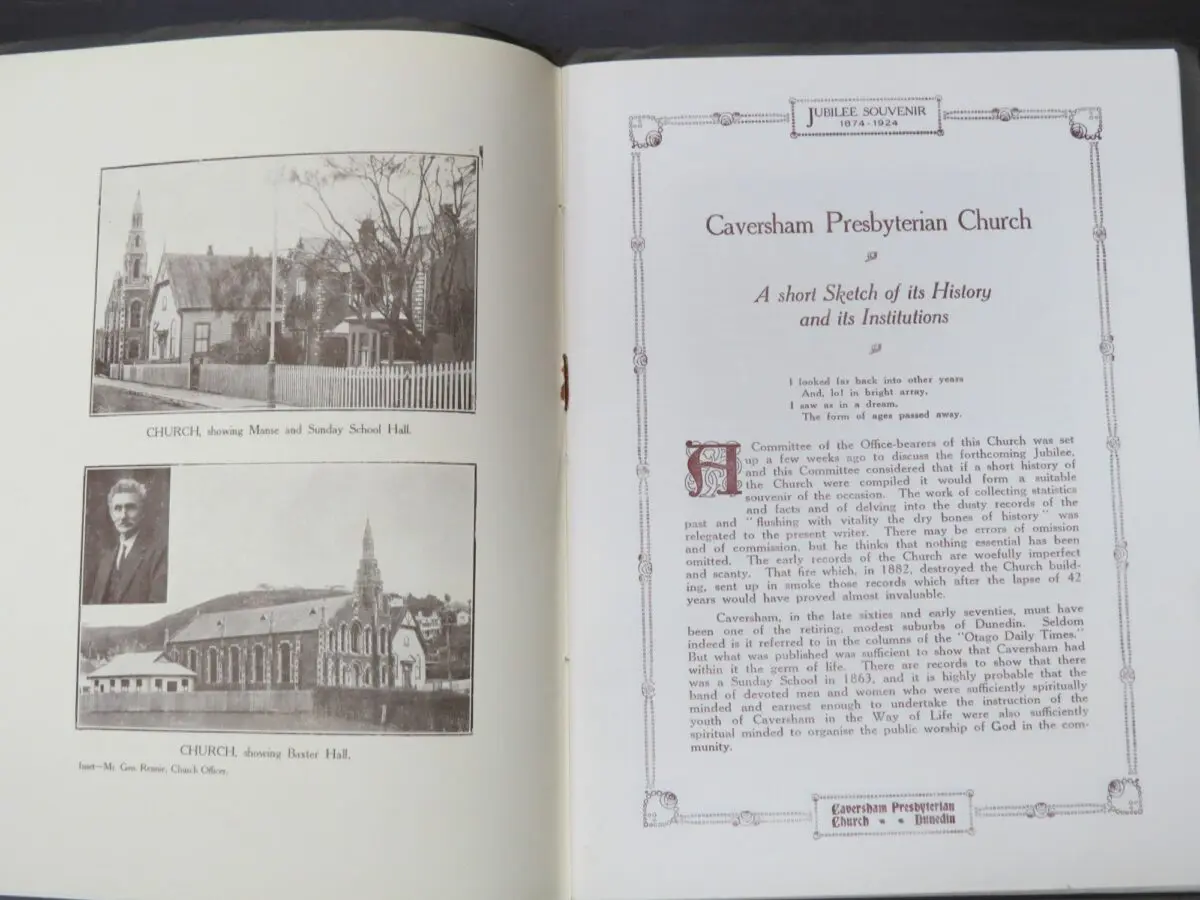 CHURCH, showing Manse and Sunday School Hall.
CHURCH, showing Baxter Hall.
Inset—Mr. Geo. Rennie, Church Officer.
JUBILEE SOUVENIR
1874-1924
Caversham Presbyterian Church
A short Sketch of its History
and its Institutions
I looked far back into other years
And, lo! in bright array,
I saw as in a dream,
The form of ages passed away.
A Committee of the Office-bearers of this Church was set
up a few weeks ago to discuss the forthcoming Jubilee,
and this Committee considered that if a short history of
the Church were compiled it would form a suitable
souvenir of the occasion. The work of collecting statistics
and facts and of delving into the dusty records of the
past and "flushing with vitality the dry bones of history" was
relegated to the present writer. There may be errors of omission
and of commission, but he thinks that nothing essential has been
omitted. The early records of the Church are woefully imperfect
and scanty. That fire which, in 1882, destroyed the Church build-
ing, sent up in smoke those records which after the lapse of 42
years would have proved almost invaluable.
Caversham, in the late sixties and early seventies, must have
been one of the retiring, modest suburbs of Dunedin. Seldom
indeed is it referred to in the columns of the "Otago Daily Times."
But what was published was sufficient to show that Caversham had
within it the germ of life. There are records to show that there
was a Sunday School in 1863, and it is highly probable that the
band of devoted men and women who were sufficiently spiritually
minded and earnest enough to undertake the instruction of the
youth of Caversham in the Way of Life were also sufficiently
spiritual minded to organise the public worship of God in the com-
munity.
Caversham Presbyterian
Church * * Dunedin